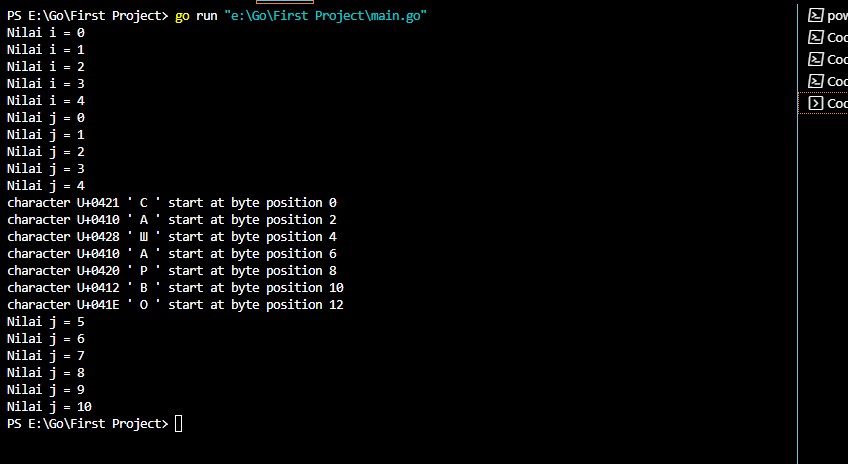 PS E:\Go\First Project> go run "e:\Go\First Project\main.go"
Nilai i = 0
Nilai i = 1
Nilai i = 2
Nilai i = 3
Nilai i = 4
Nilai j = 0
Nilai j = 1
Nilai j = 2
Nilai j = 3
Nilai j = 4
character U+0421 ' С ' start at byte position 0
character U+0410 ' А ' start at byte position 2
character U+0428 ' Ш ' start at byte position 4
character U+0410 ' А ' start at byte position 6
character U+0420 ' Р ' start at byte position 8
character U+0412 ' В ' start at byte position 10
character U+041E ' О ' start at byte position 12
Nilai j = 5
Nilai j = 6
Nilai j = 7
Nilai j = 8
Nilai j = 9
Nilai j = 10
PS E:\Go\First Project>
pow
Coc
Coc
Coc
Coc